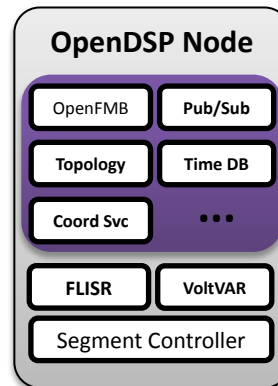 OpenDSP Node
OpenFMB Pub/Sub
Topology Time DB
Coord Svc ...
FLISR VoltVAR
Segment Controller